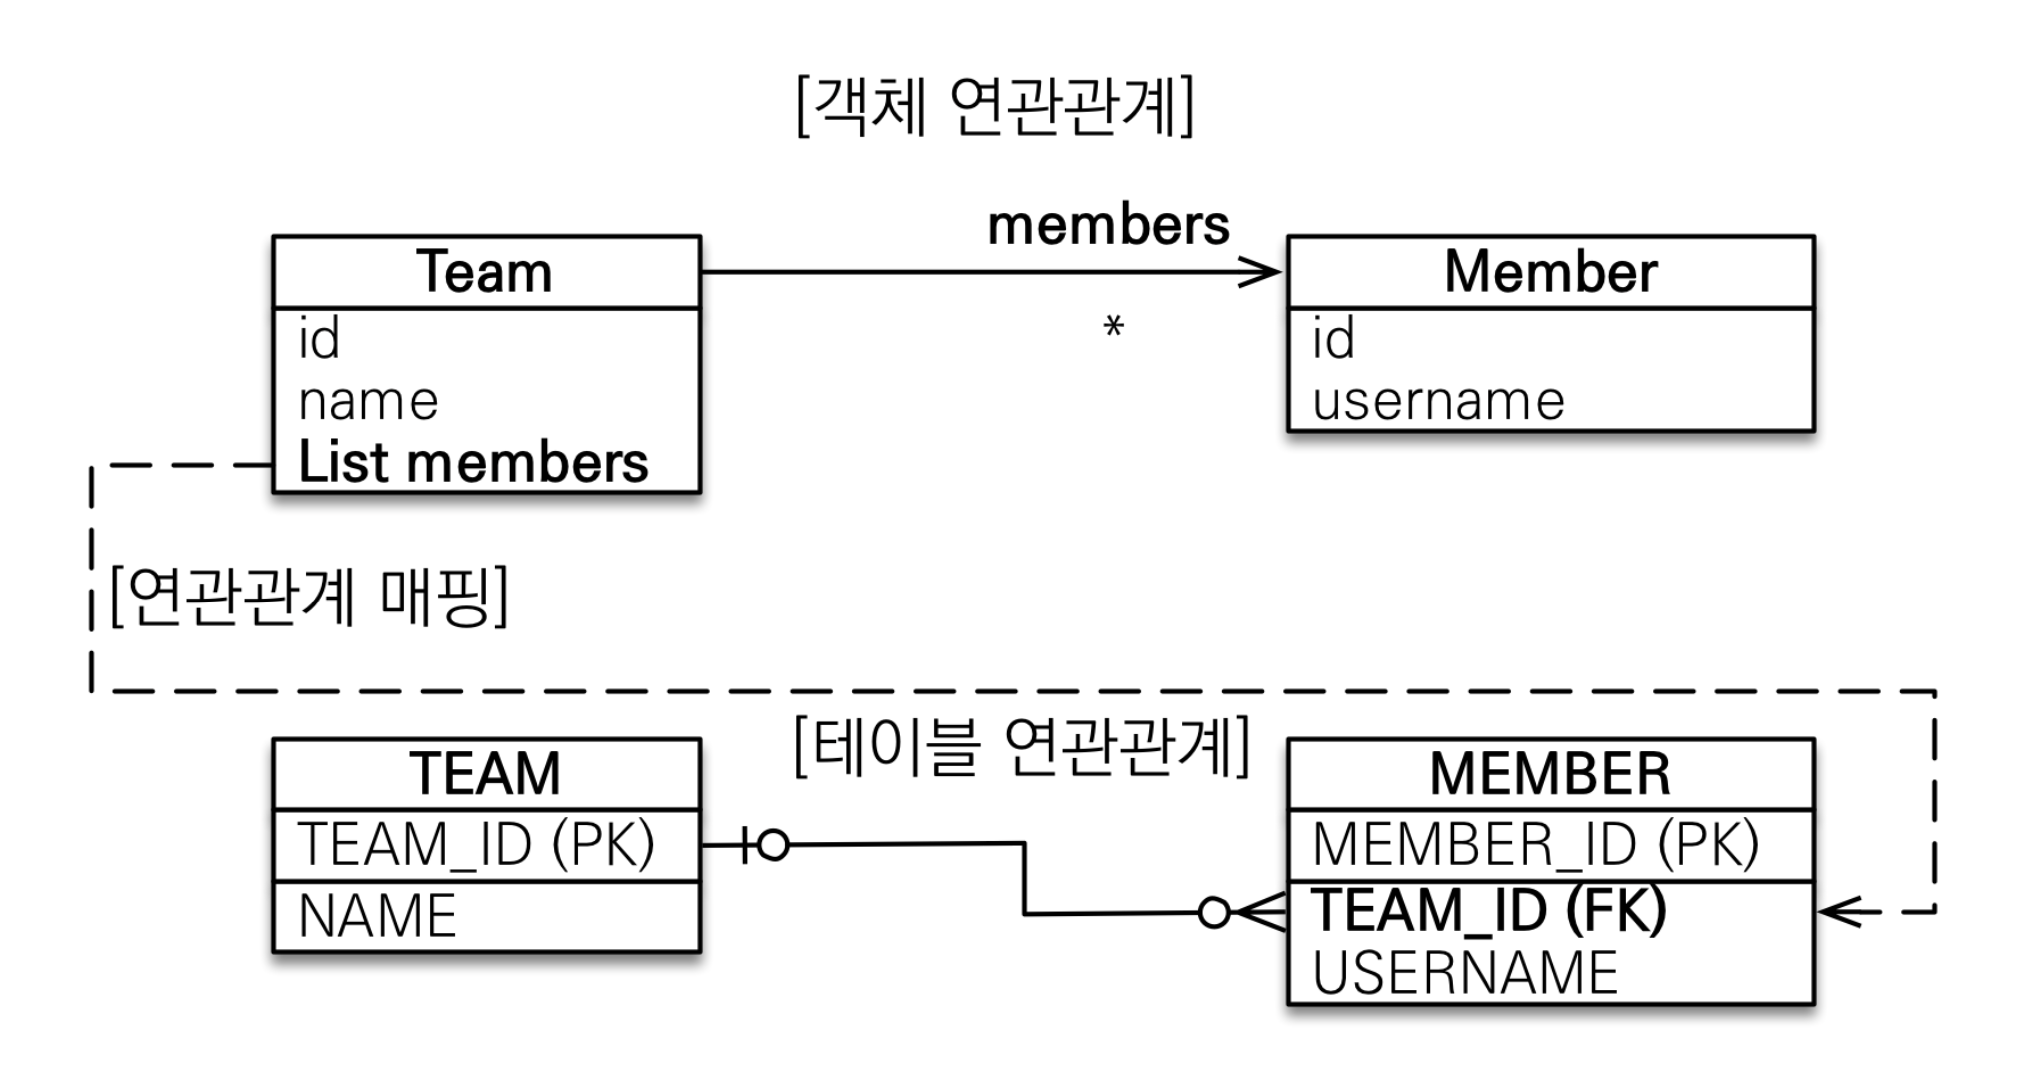 [객체 연관관계]
members
Team
id
name
List members
*
Member
id
username
[연관관계 매핑]
[테이블 연관관계]
TEAM
TEAM_ID (PK)
NAME
MEMBER
MEMBER_ID (PK)
TEAM_ID (FK)
USERNAME